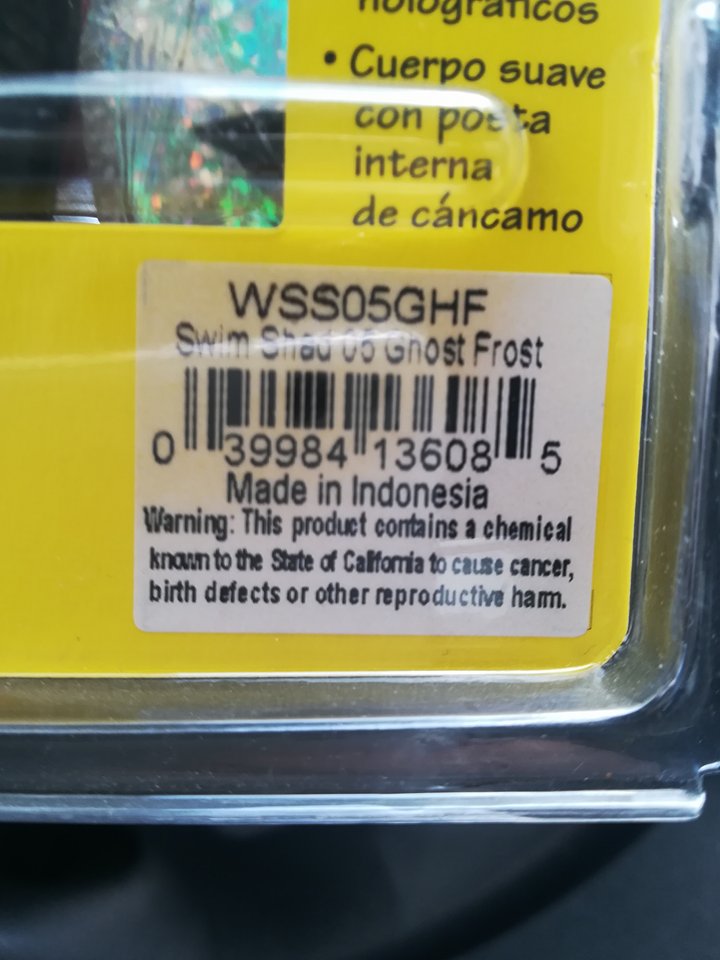 holográficos
• Cuerpo suave
con posta
interna
de cáncamo
WSS05GHF
Swim Shad 05 Ghost Frost
0 39984 13608 5
Made in Indonesia
Warning: This product contains a chemical
known to the State of California to cause cancer,
birth defects or other reproductive harm.